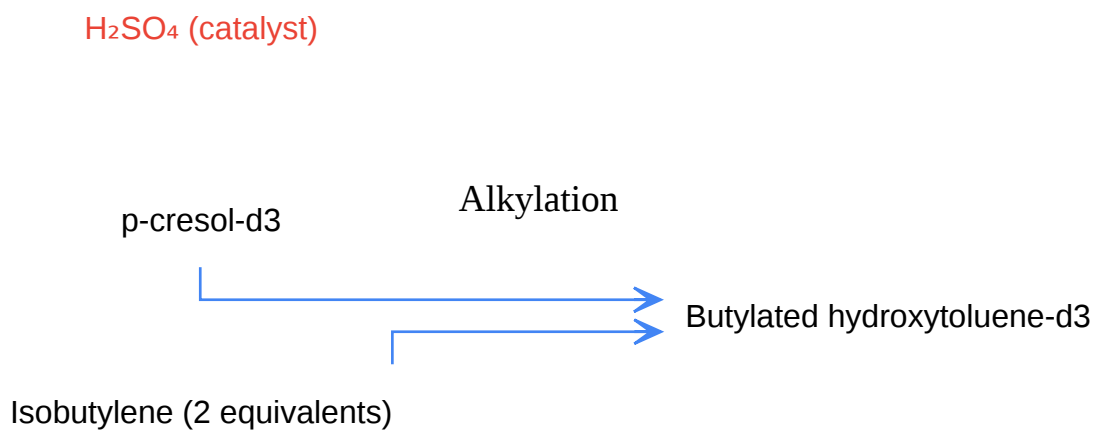 H₂SO₄ (catalyst)
Alkylation
p-cresol-d3
Butylated hydroxytoluene-d3
Isobutylene (2 equivalents)